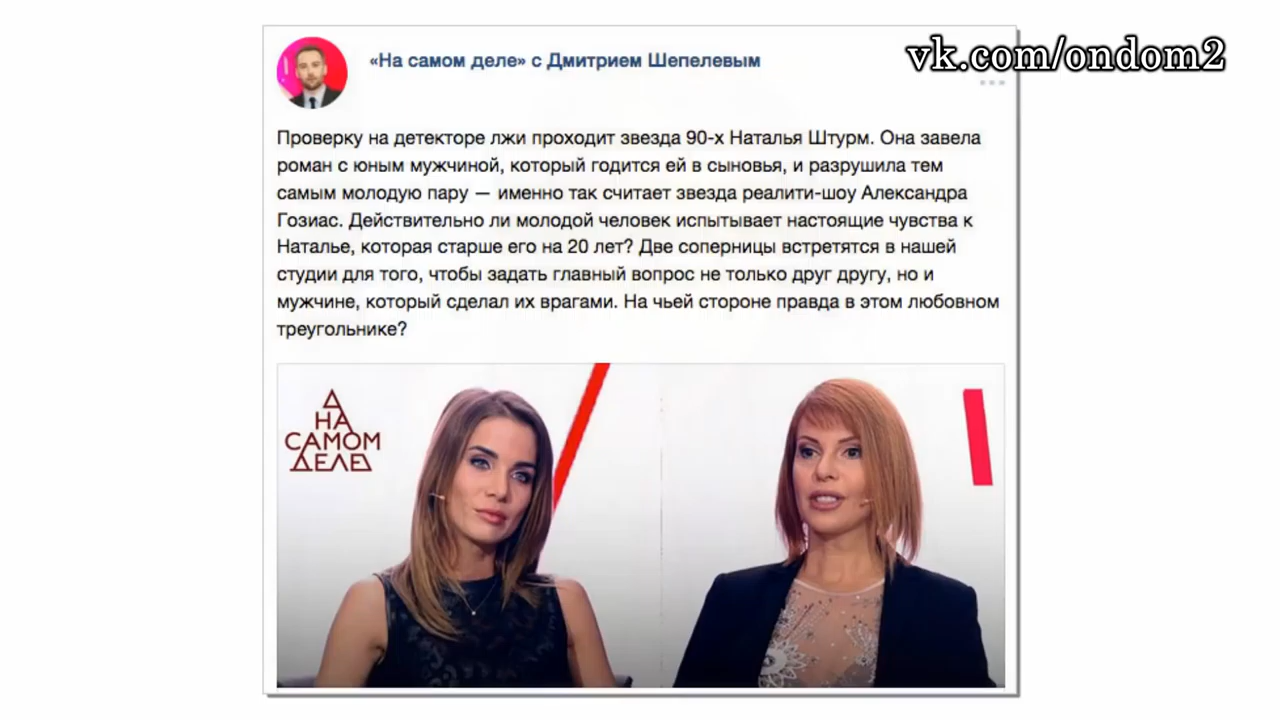 vk.com/ondom2
«На самом деле» с Дмитрием Шепелевым
Проверку на детекторе лжи проходит звезда 90-х Наталья Штурм. Она завела
роман с юным мужчиной, который годится ей в сыновья, и разрушила тем
самым молодую пару — именно так считает звезда реалити-шоу Александра
Гозиас. Действительно ли молодой человек испытывает настоящие чувства к
Наталье, которая старше его на 20 лет? Две соперницы встретятся в нашей
студии для того, чтобы задать главный вопрос не только друг другу, но и
мужчине, который сделал их врагами. На чьей стороне правда в этом любовном
треугольнике?
НА
САМОМ
ДЕЛЕ